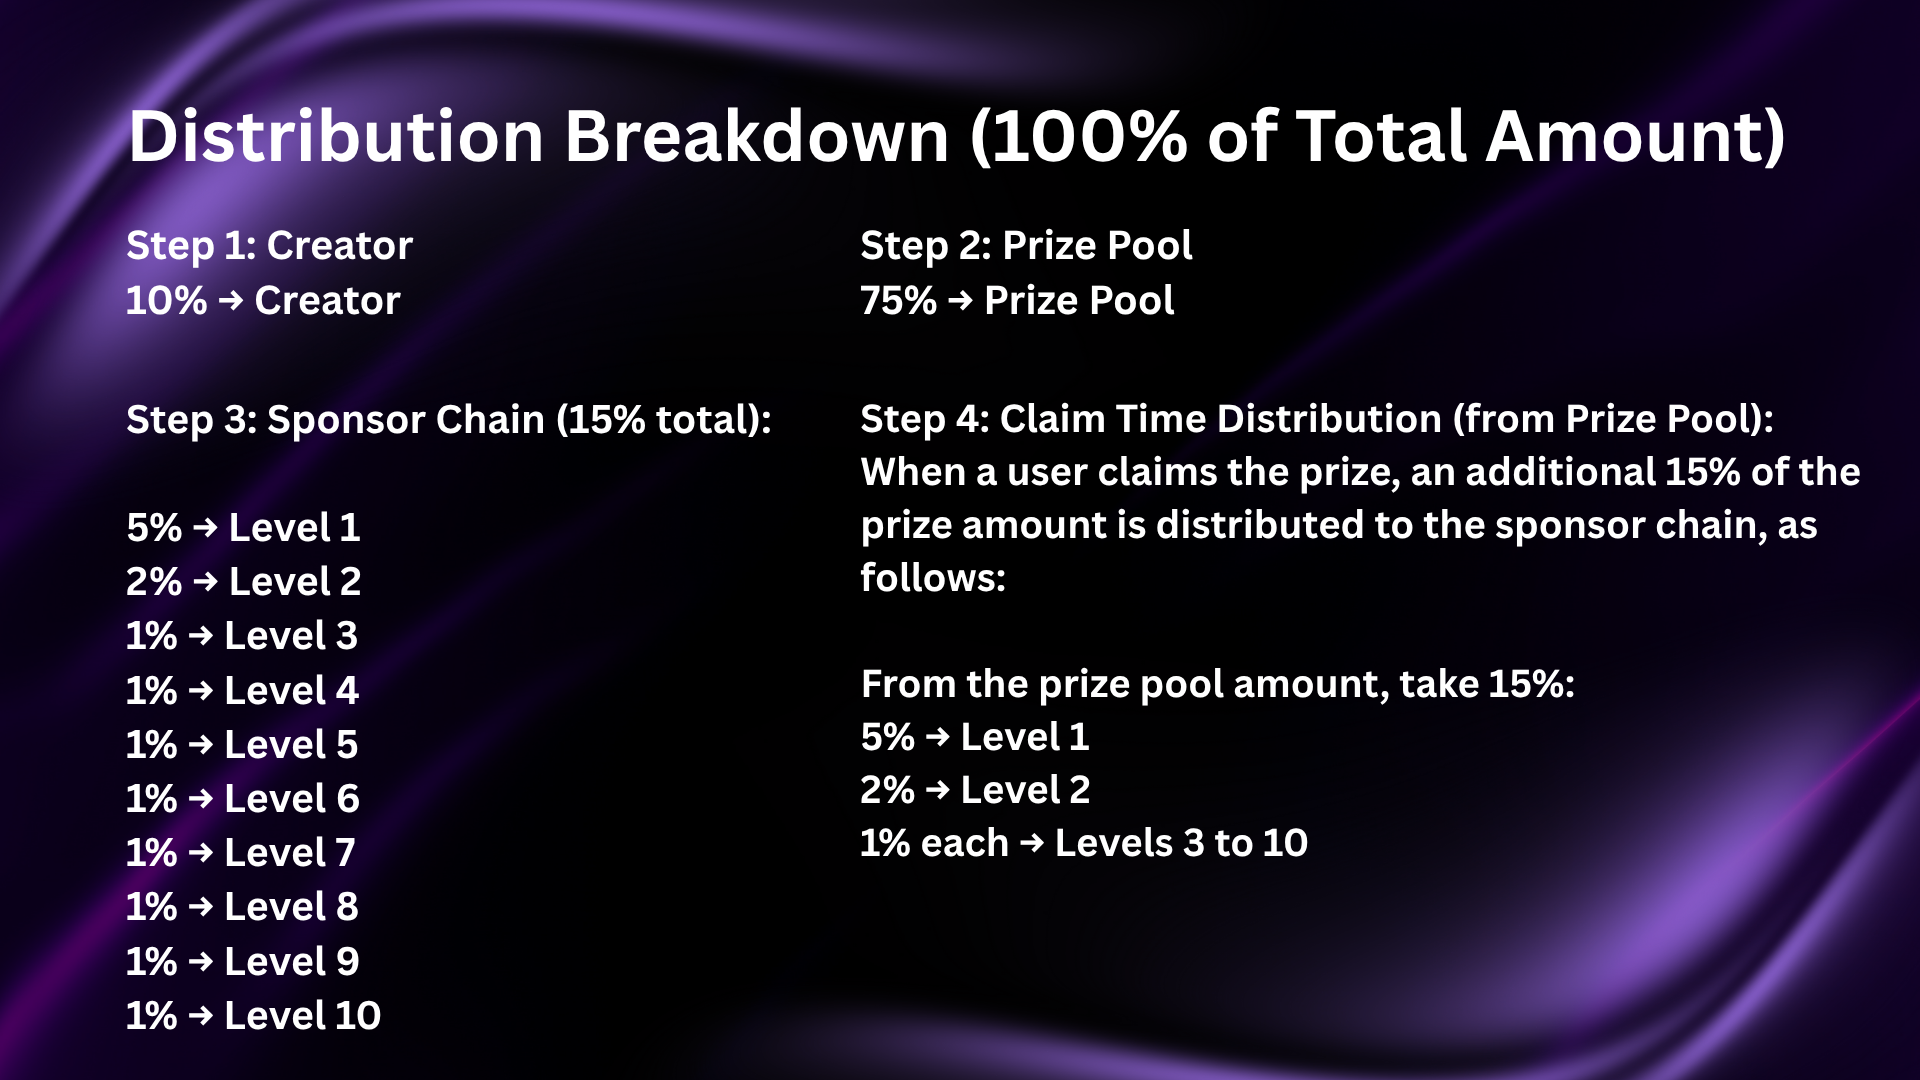 Distribution Breakdown (100% of Total Amount)
Step 1: Creator
10% → Creator
Step 2: Prize Pool
75% → Prize Pool
Step 3: Sponsor Chain (15% total):
5% → Level 1
2% → Level 2
1% → Level 3
1% → Level 4
1% → Level 5
1% → Level 6
1% → Level 7
1% → Level 8
1% → Level 9
1% → Level 10
Step 4: Claim Time Distribution (from Prize Pool):
When a user claims the prize, an additional 15% of the
prize amount is distributed to the sponsor chain, as
follows:
From the prize pool amount, take 15%:
5% → Level 1
2% → Level 2
1% each → Levels 3 to 10